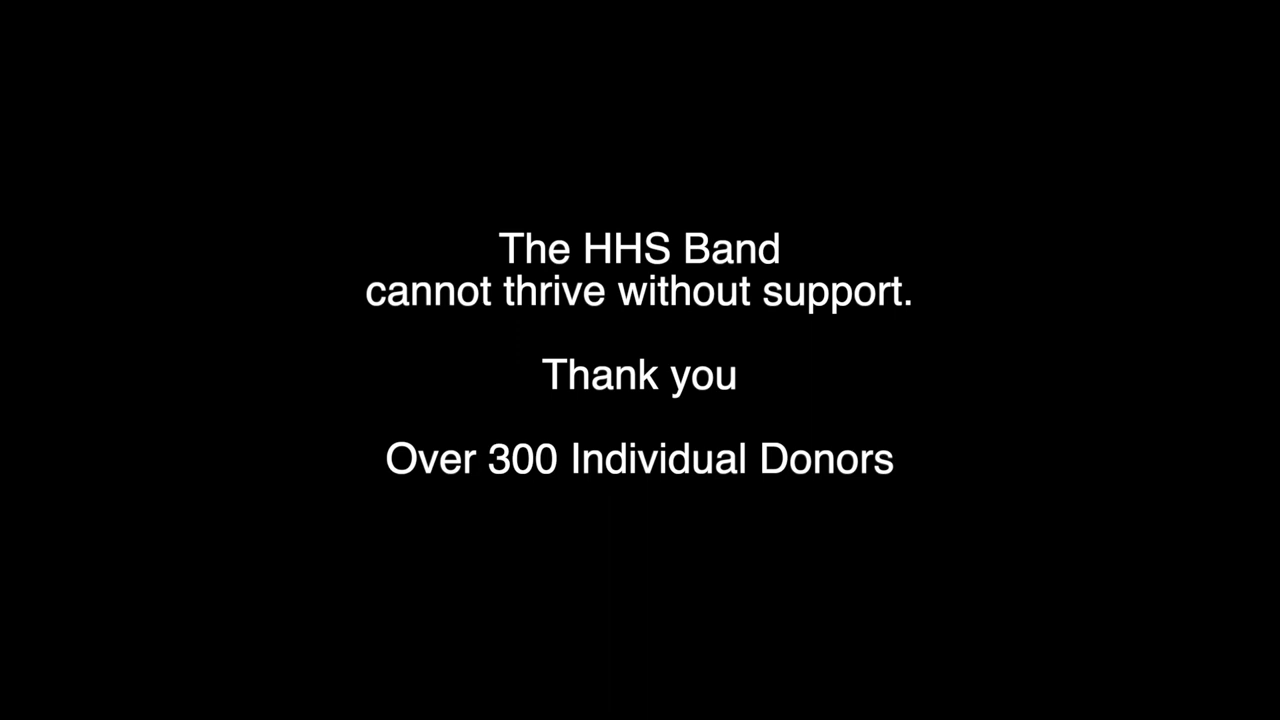 The HHS Band
cannot thrive without support.
Thank you
Over 300 Individual Donors